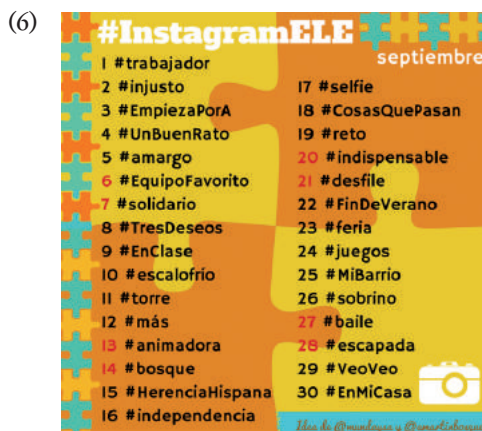 (6)
#InstagramELE
septiembre
1 #trabajador
2 #injusto
3 #EmpiezaPorA
4 #UnBuenRato
5 #amargo
6 #EquipoFavorito
7 #solidario
8 #TresDeseos
9 #EnClase
10 #escalofrío
11 #torre
12 #más
13 #animadora
14 #bosque
15 #HerenciaHispana
16 #independencia
17 #selfie
18 #CosasQuePasan
19 #reto
20 #indispensable
21 #desfile
22 #FinDeVerano
23 #feria
24 #juegos
25 #MiBarrio
26 #sobrino
27 #baile
28 #escapada
29 #VeoVeo
30 #EnMiCasa
Idea de @mundayes y